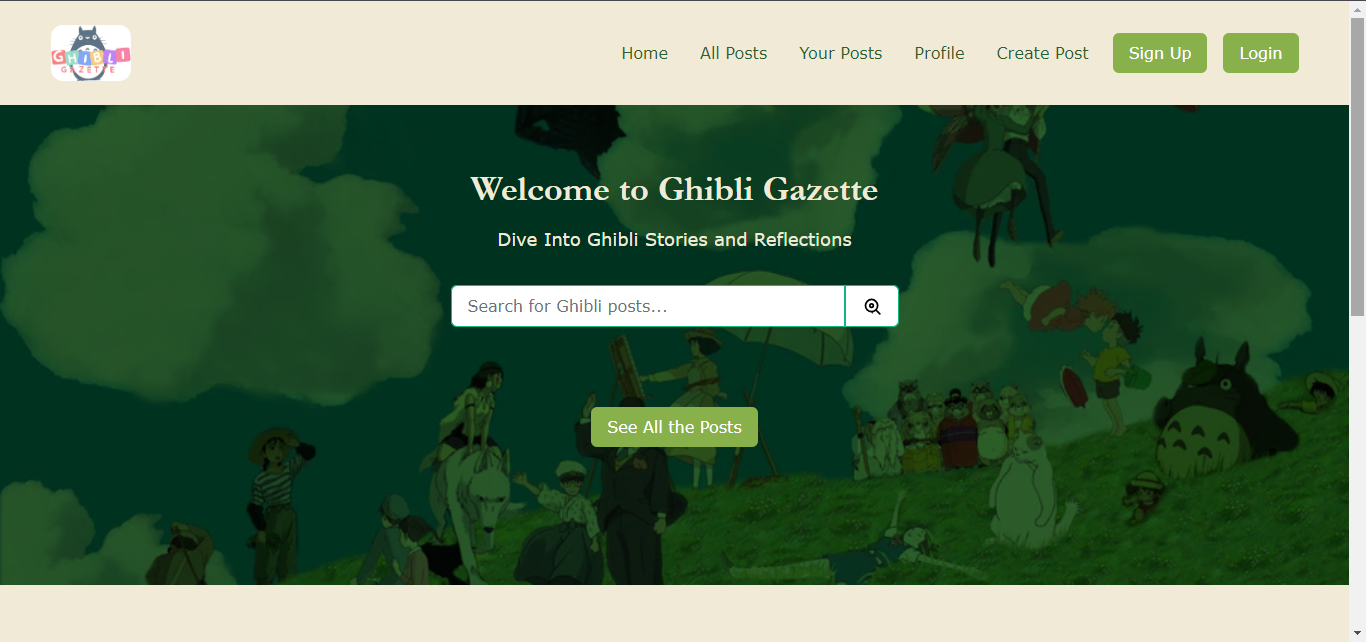 GHIBLI
GAZETTE
Home All Posts Your Posts Profile Create Post Sign Up Login
Welcome to Ghibli Gazette
Dive Into Ghibli Stories and Reflections
Search for Ghibli posts...
See All the Posts